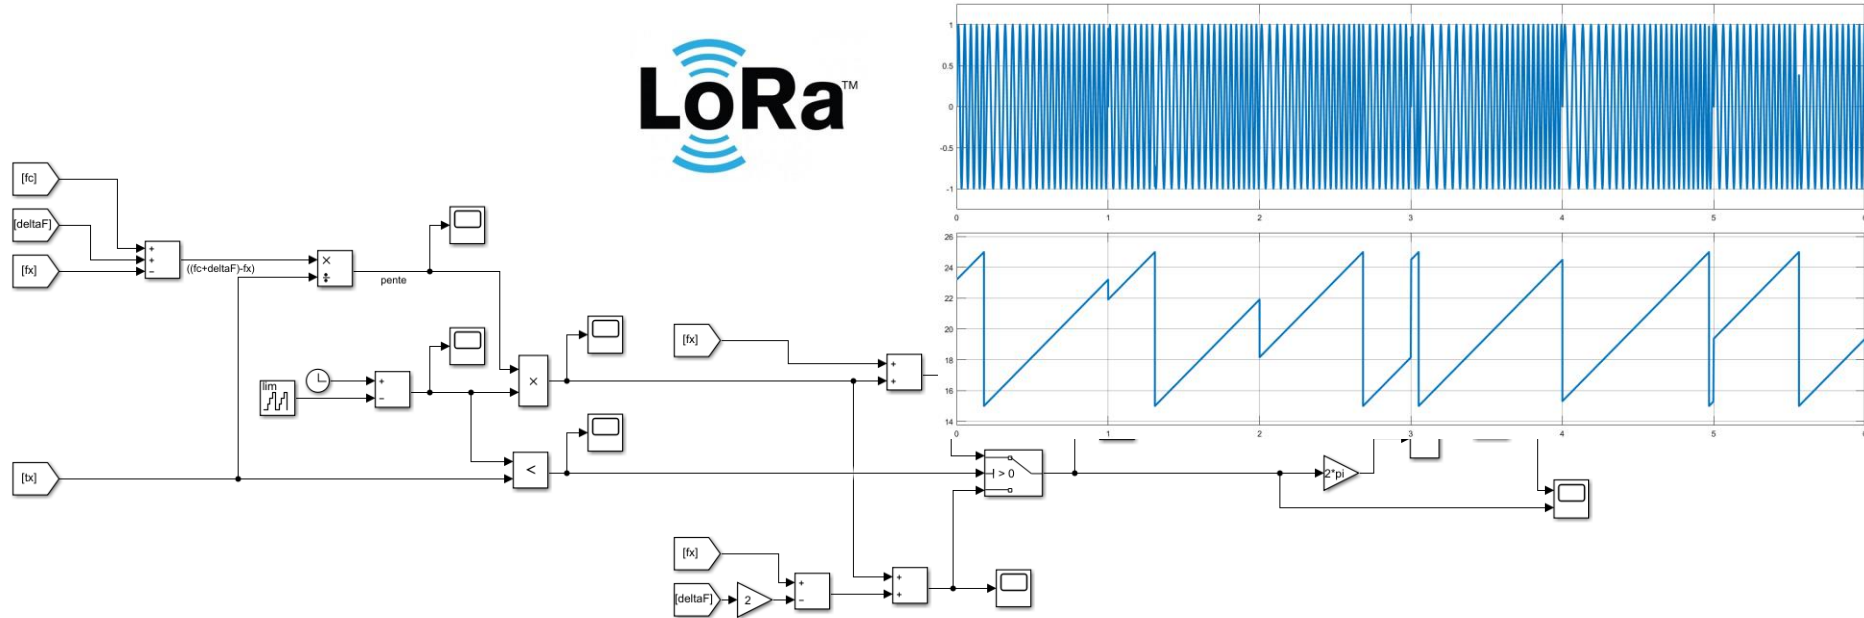 LoRa™
[fc]
[deltaF]
[fx]
+
+
−
((fc+deltaF)-fx)
×
÷
pente
lim
+
−
×
[tx]
<
[fx]
+
+
> 0
2*pi
[fx]
[deltaF]
2
+
−
+
+
1
0.5
0
-0.5
-1
0 1 2 3 4 5
26
24
22
20
18
16
14
0 1 2 3 4 5